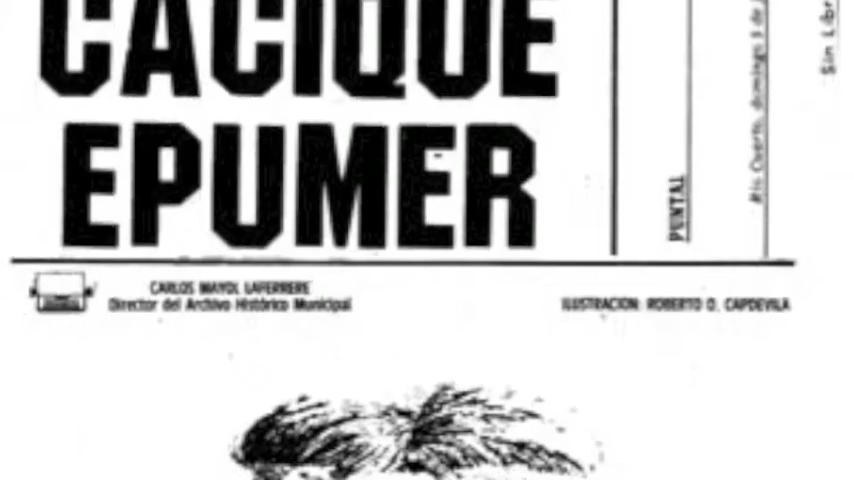 CACIQUE
EPUMER
CARLOS MAYOL LAFERRERE
Director del Archivo Histórico Municipal
ILUSTRACION: ROBERTO D. CAPDEVILA
PUNTAL
Río Cuarto, domingo 3 de
Sin Libr